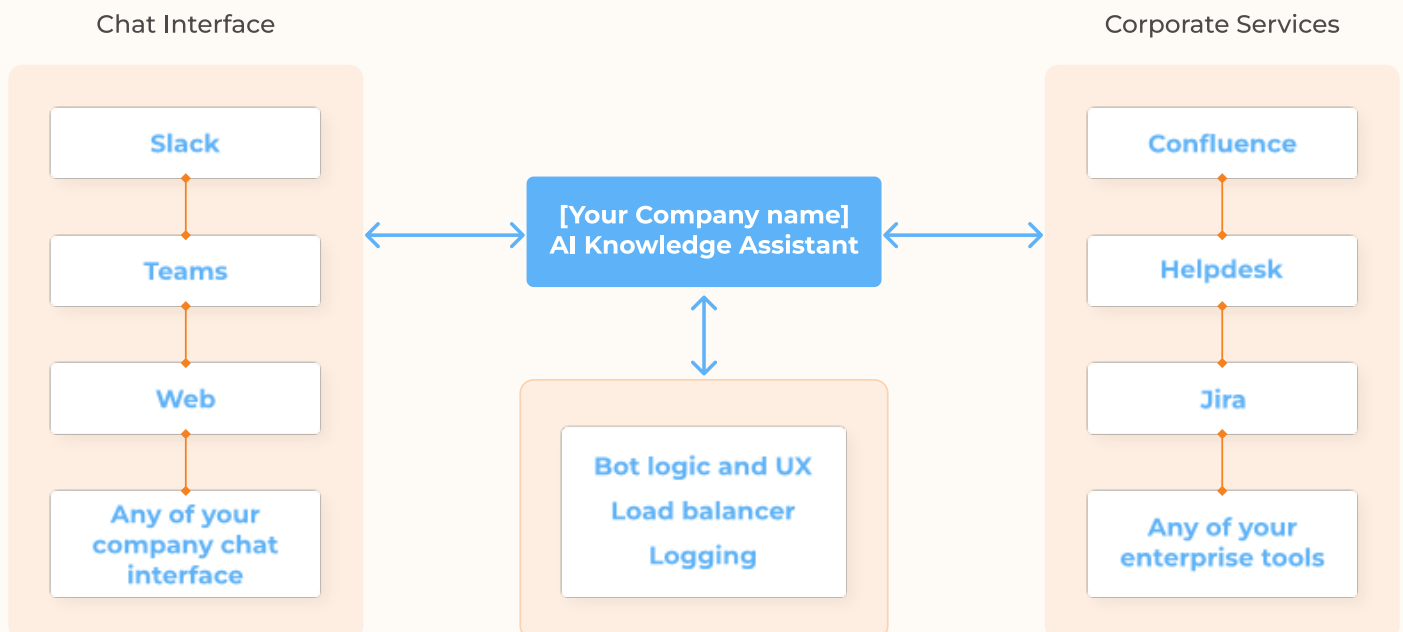 Chat Interface
Slack
Teams
Web
Any of your
company chat
interface
[Your Company name]
AI Knowledge Assistant
Bot logic and UX
Load balancer
Logging
Corporate Services
Confluence
Helpdesk
Jira
Any of your
enterprise tools